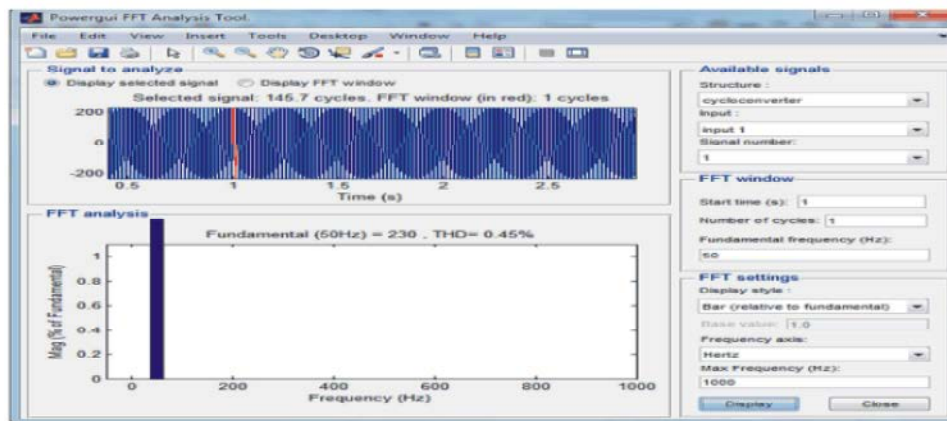 Powergui FFT Analysis Tool.
File Edit View Insert Tools Desktop Window Help
Signal to analyze
Display selected signal Display FFT window
Selected signal: 145.7 cycles. FFT window (in red): 1 cycles
200
0
-200
0.5 1 1.5 2 2.5
Time (s)
FFT analysis
Fundamental (50Hz) = 230 , THD= 0.45%
Mag (% of Fundamental)
1
0.8
0.6
0.4
0.2
0
0 200 400 600 800 1000
Frequency (Hz)
Available signals
Structure :
cycloconverter
Input :
input 1
Signal number:
1
FFT window
Start time (s): 1
Number of cycles: 1
Fundamental frequency (Hz):
50
FFT settings
Display style :
Bar (relative to fundamental)
Base value: 1.0
Frequency axis:
Hertz
Max Frequency (Hz):
1000
Display Close